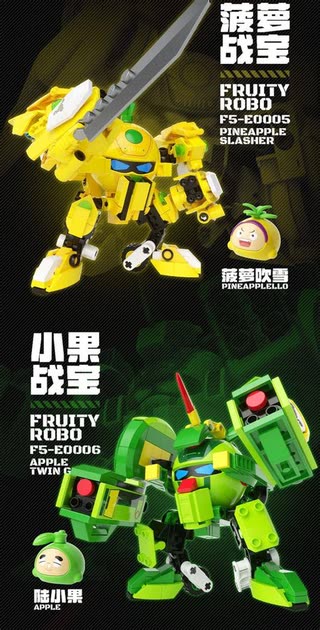 菠萝
战宝
FRUITY
ROBO
F5-E0005
PINEAPPLE
SLASHER
菠萝吹雪
PINEAPPLELLO
小果
战宝
FRUITY
ROBO
F5-E0006
APPLE
TWIN G
陆小果
APPLE